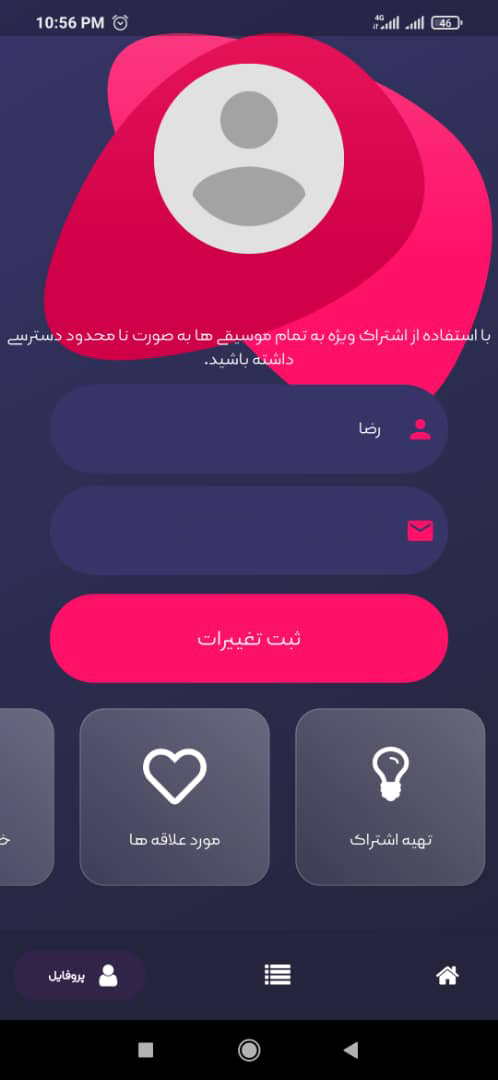 10:56 PM
4G
46
با استفاده از اشتراک ویژه به تمام موسیقی ها به صورت نا محدود دسترسی
داشته باشید.
رضا
ثبت تغییرات
تهیه اشتراک
مورد علاقه ها
خ
پروفایل